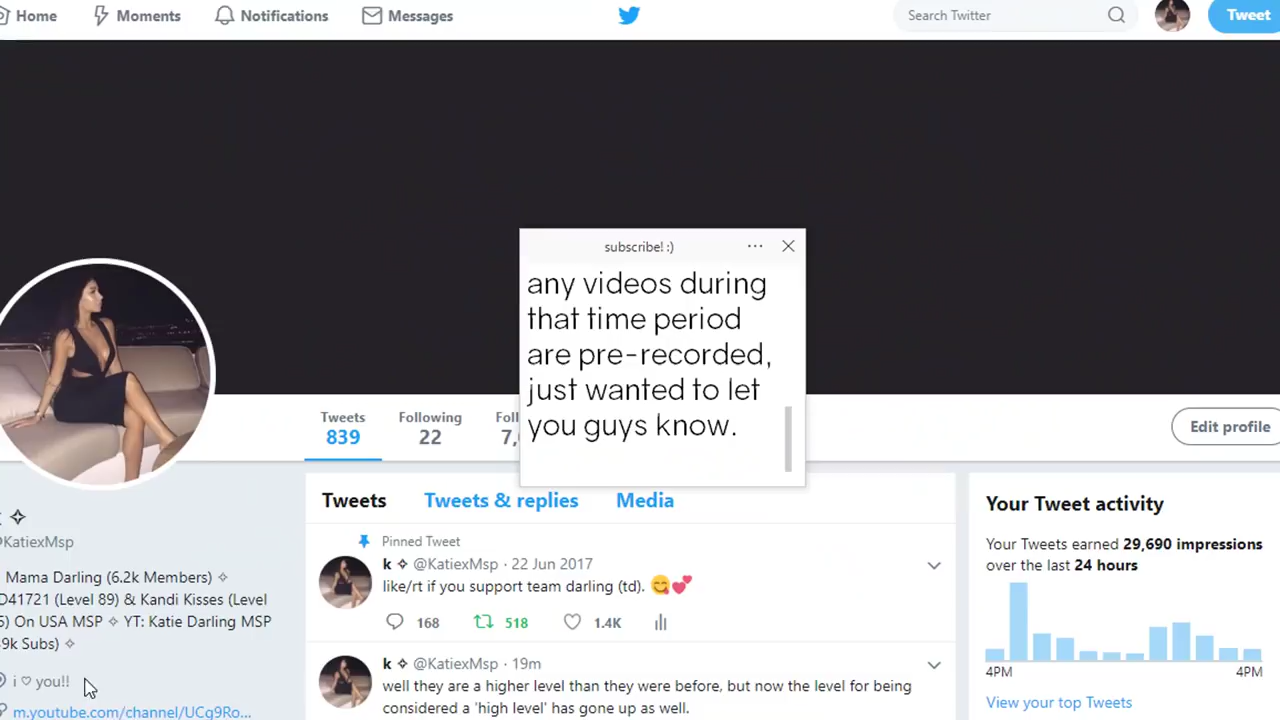 Home Moments Notifications Messages Search Twitter Tweet
subscribe! :)
any videos during
that time period
are pre-recorded,
just wanted to let
you guys know.
Tweets Following
839 22 7,
Edit profile
✧
KatiexMsp
Mama Darling (6.2k Members) ✧
D41721 (Level 89) & Kandi Kisses (Level
5) On USA MSP ✧ YT: Katie Darling MSP
9k Subs) ✧
i ♡ you!!
m.youtube.com/channel/UCg9Ro...
Tweets Tweets & replies Media
Pinned Tweet
k ✧ @KatiexMsp · 22 Jun 2017
like/rt if you support team darling (td). 😋💕
168 518 1.4K
k ✧ @KatiexMsp · 19m
well they are a higher level than they were before, but now the level for being
considered a 'high level' has gone up as well.
Your Tweet activity
Your Tweets earned 29,690 impressions
over the last 24 hours
4PM 4PM
View your top Tweets